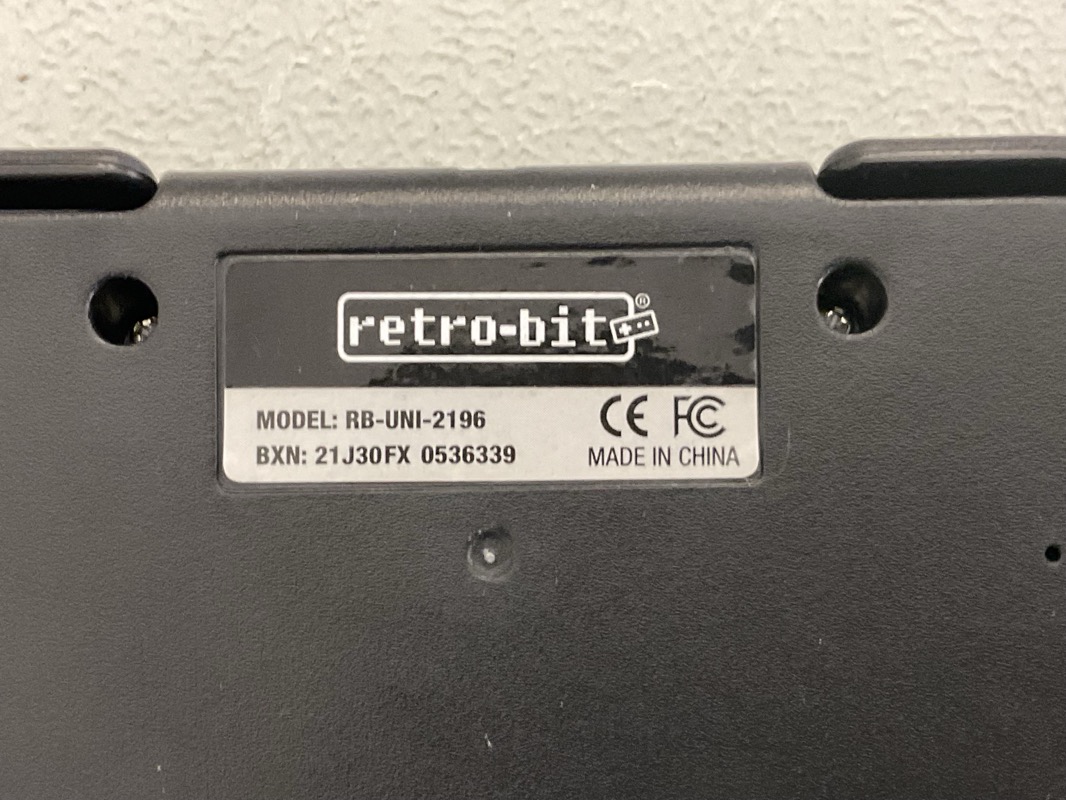 retro-bit®
MODEL: RB-UNI-2196
BXN: 21J30FX 0536339
CE FC
MADE IN CHINA